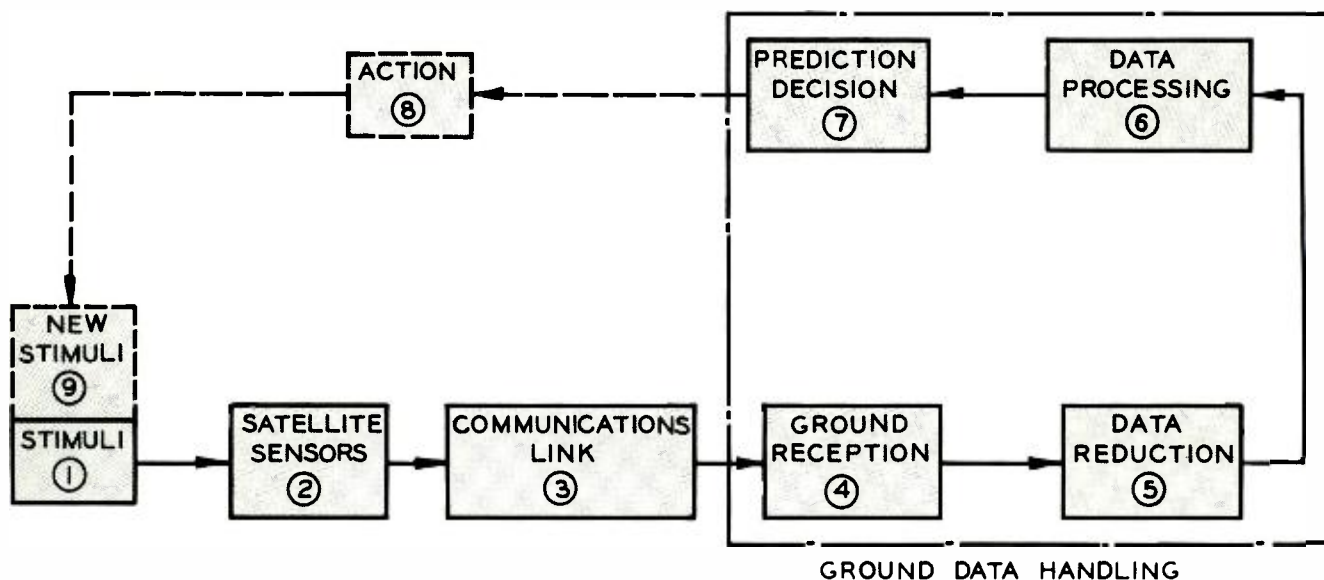 ACTION
⑧
PREDICTION
DECISION
⑦
DATA
PROCESSING
⑥
NEW
STIMULI
⑨
STIMULI
①
SATELLITE
SENSORS
②
COMMUNICATIONS
LINK
③
GROUND
RECEPTION
④
DATA
REDUCTION
⑤
GROUND DATA HANDLING